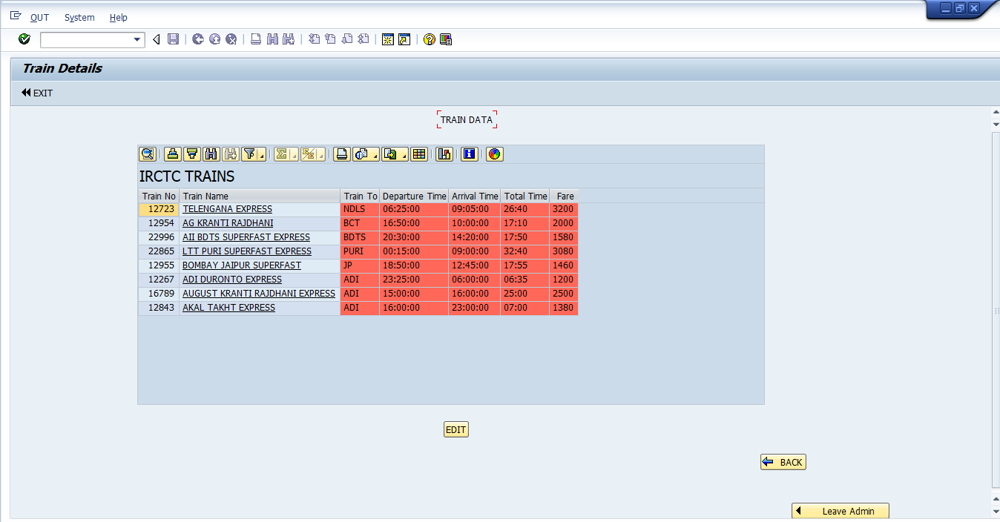 OUT System Help
Train Details
EXIT
TRAIN DATA
IRCTC TRAINS
Train No Train Name Train To Departure Time Arrival Time Total Time Fare
12723 TELENGANA EXPRESS NDLS 06:25:00 09:05:00 26:40 3200
12954 AG KRANTI RAJDHANI BCT 16:50:00 10:00:00 17:10 2000
22996 AII BDTS SUPERFAST EXPRESS BDTS 20:30:00 14:20:00 17:50 1580
22865 LTT PURI SUPERFAST EXPRESS PURI 00:15:00 09:00:00 32:40 3080
12955 BOMBAY JAIPUR SUPERFAST JP 18:50:00 12:45:00 17:55 1460
12267 ADI DURONTO EXPRESS ADI 23:25:00 06:00:00 06:35 1200
16789 AUGUST KRANTI RAJDHANI EXPRESS ADI 15:00:00 16:00:00 25:00 2500
12843 AKAL TAKHT EXPRESS ADI 16:00:00 23:00:00 07:00 1380
EDIT
BACK
Leave Admin